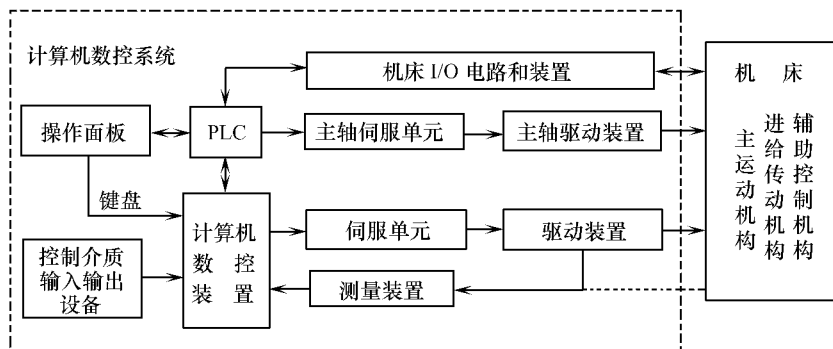 计算机数控系统
机床 I/O 电路和装置
操作面板
PLC
主轴伺服单元
主轴驱动装置
键盘
计算机
数控
装置
伺服单元
驱动装置
控制介质
输入输出
设备
测量装置
机床
主运动机构
进给传动机构
辅助控制机构